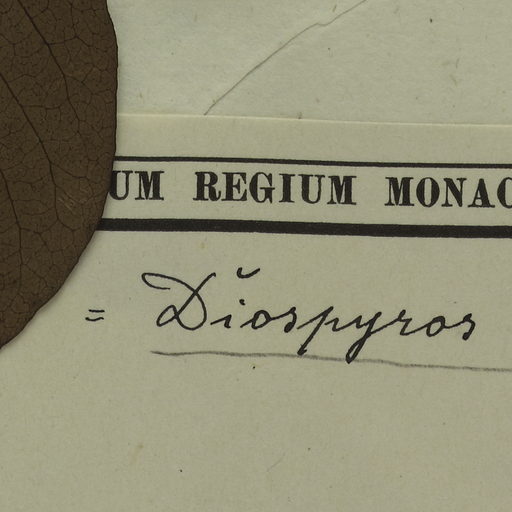 UM REGIUM MONAC
= Diospyros